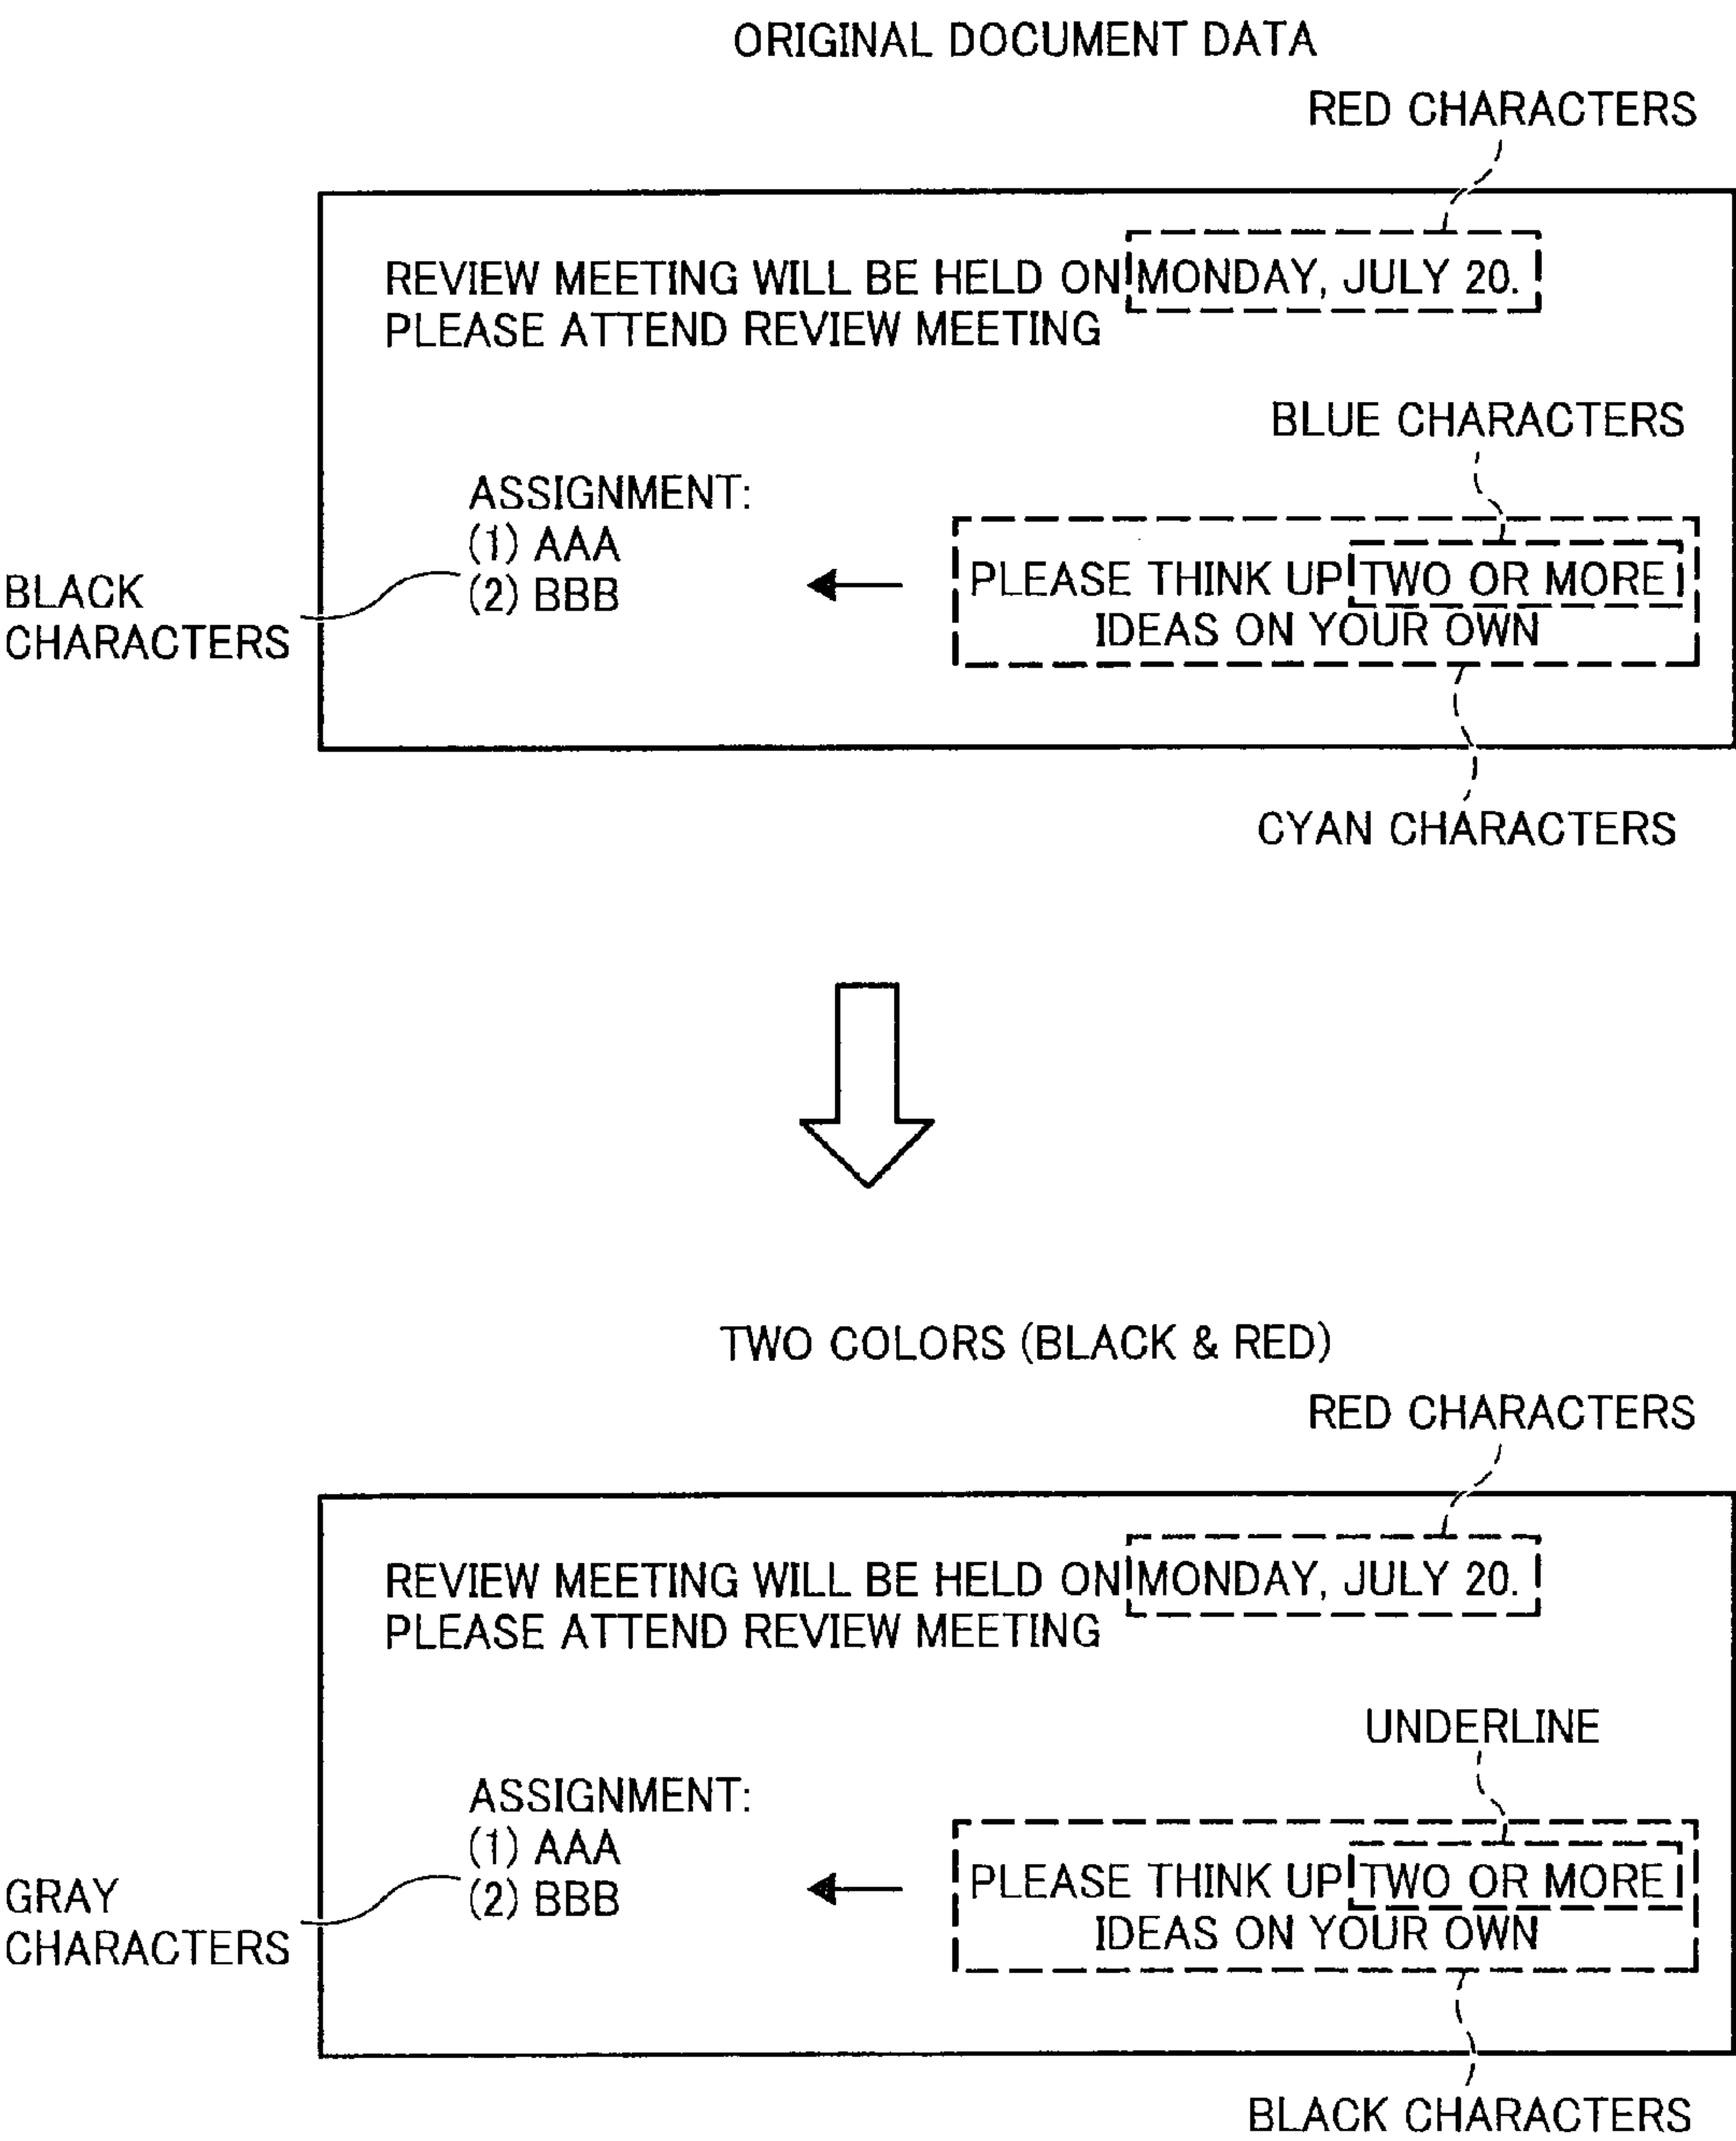 ORIGINAL DOCUMENT DATA
RED CHARACTERS
REVIEW MEETING WILL BE HELD ON MONDAY, JULY 20.
PLEASE ATTEND REVIEW MEETING
BLUE CHARACTERS
ASSIGNMENT:
(1) AAA
(2) BBB
BLACK
CHARACTERS
PLEASE THINK UP TWO OR MORE
IDEAS ON YOUR OWN
CYAN CHARACTERS
TWO COLORS (BLACK & RED)
RED CHARACTERS
REVIEW MEETING WILL BE HELD ON MONDAY, JULY 20.
PLEASE ATTEND REVIEW MEETING
UNDERLINE
ASSIGNMENT:
(1) AAA
(2) BBB
GRAY
CHARACTERS
PLEASE THINK UP TWO OR MORE
IDEAS ON YOUR OWN
BLACK CHARACTERS